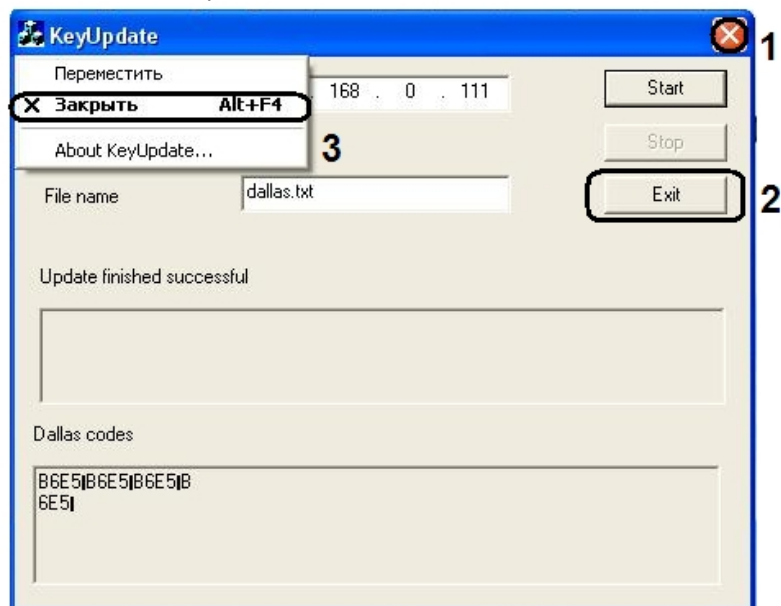 KeyUpdate
1
Переместить
Закрыть Alt+F4
About KeyUpdate...
. 168 . 0 . 111
Start
3
Stop
File name
dallas.txt
Exit
2
Update finished successful
Dallas codes
B6E5|B6E5|B6E5|B
6E5|